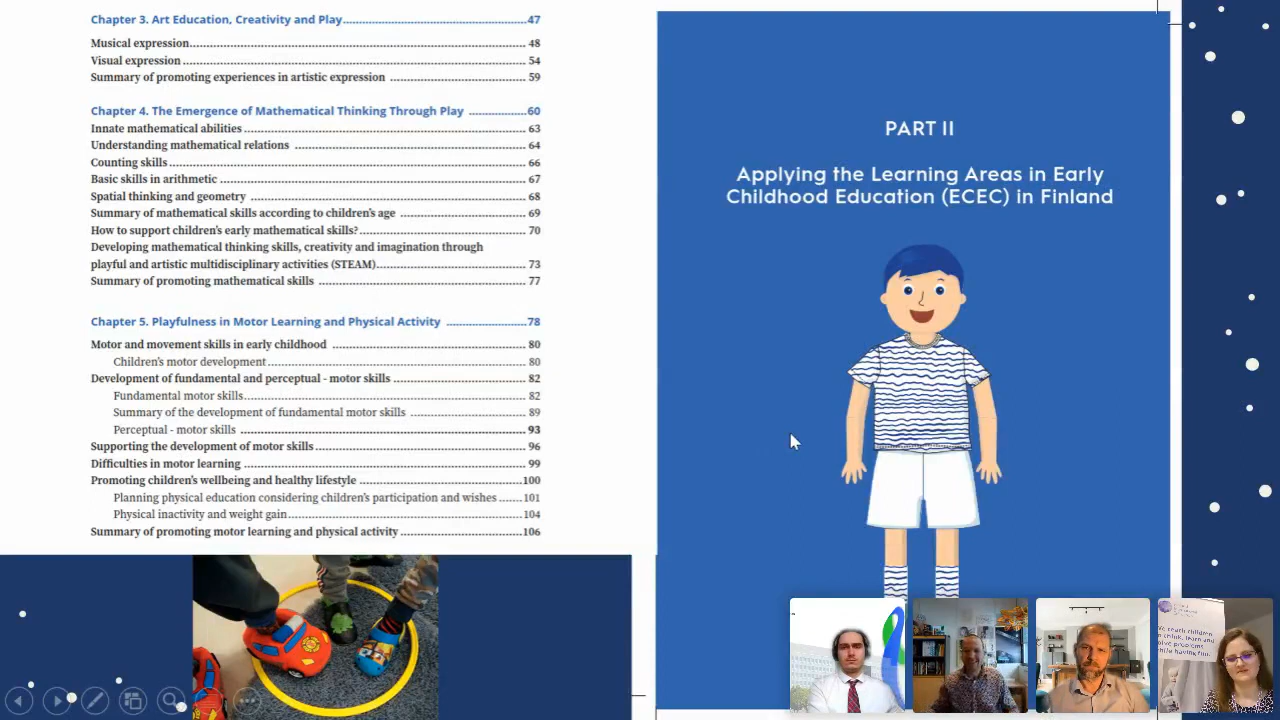 Chapter 3. Art Education, Creativity and Play.......................................................47
Musical expression................................................................................................... 48
Visual expression ..................................................................................................... 54
Summary of promoting experiences in artistic expression ........................................ 59
Chapter 4. The Emergence of Mathematical Thinking Through Play .................60
Innate mathematical abilities .................................................................................... 63
Understanding mathematical relations ..................................................................... 64
Counting skills ......................................................................................................... 66
Basic skills in arithmetic .......................................................................................... 67
Spatial thinking and geometry ................................................................................. 68
Summary of mathematical skills according to children's age ................................... 69
How to support children's early mathematical skills?............................................... 70
Developing mathematical thinking skills, creativity and imagination through
playful and artistic multidisciplinary activities (STEAM)........................................... 73
Summary of promoting mathematical skills ............................................................. 77
Chapter 5. Playfulness in Motor Learning and Physical Activity ........................78
Motor and movement skills in early childhood ......................................................... 80
Children's motor development ................................................................................. 80
Development of fundamental and perceptual - motor skills ..................................... 82
Fundamental motor skills......................................................................................... 82
Summary of the development of fundamental motor skills ...................................... 89
Perceptual - motor skills .......................................................................................... 93
Supporting the development of motor skills............................................................. 96
Difficulties in motor learning ................................................................................... 99
Promoting children's wellbeing and healthy lifestyle ..............................................100
Planning physical education considering children's participation and wishes ......101
Physical inactivity and weight gain.........................................................................104
Summary of promoting motor learning and physical activity .................................106
PART II
Applying the Learning Areas in Early
Childhood Education (ECEC) in Finland